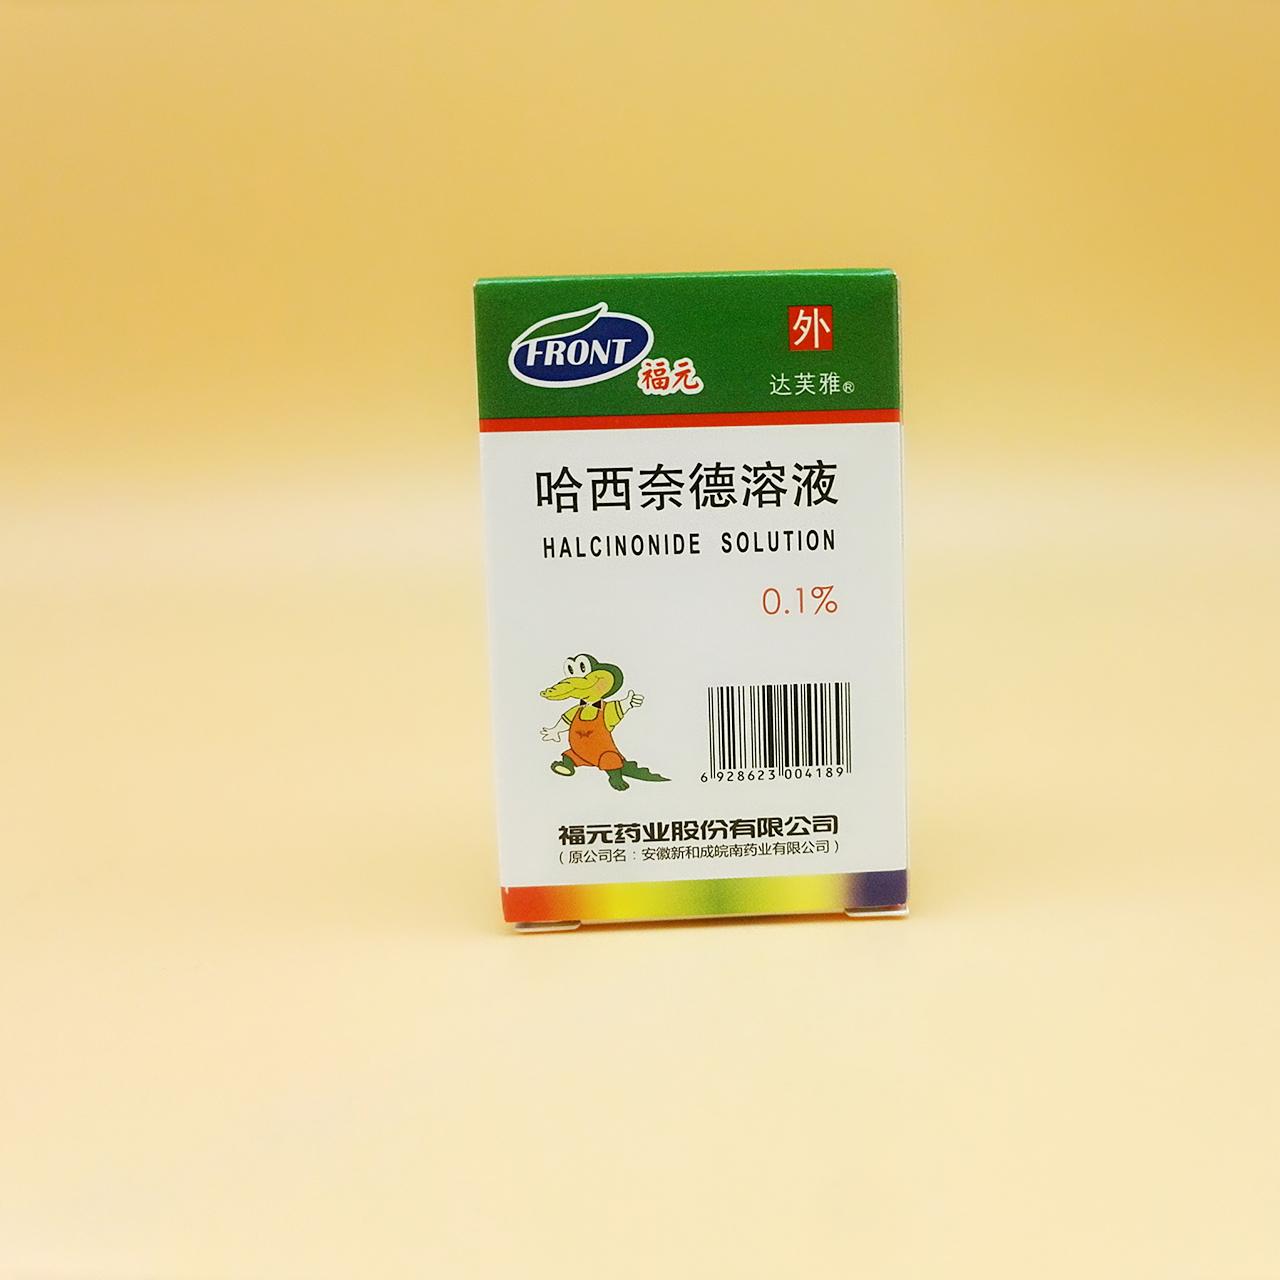 FRONT
福元
外
达芙雅®
哈西奈德溶液
HALCINONIDE SOLUTION
0.1%
6 928623 004189
福元药业股份有限公司
（原公司名：安徽新和成皖南药业有限公司）